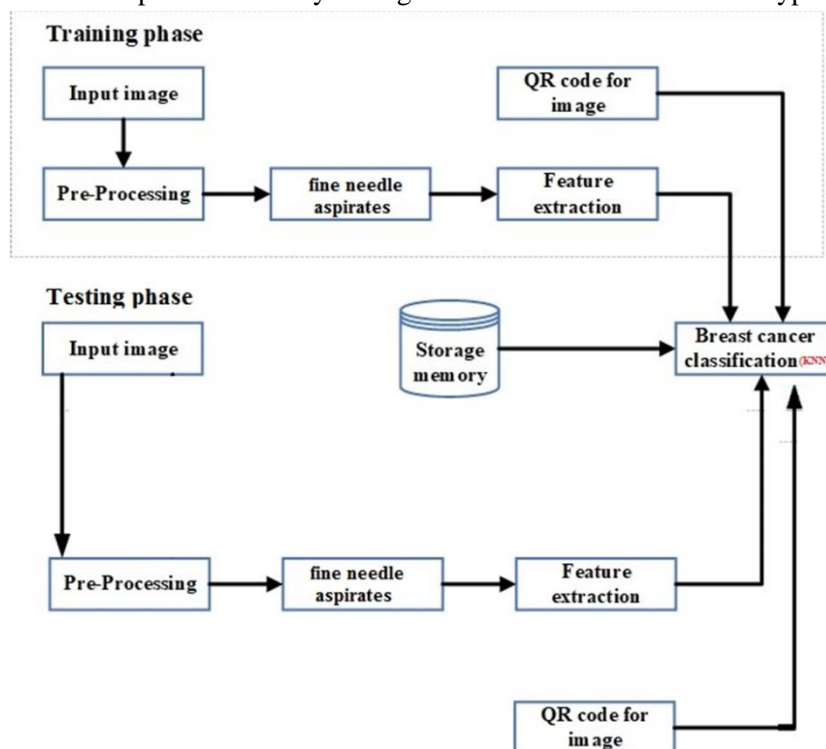 Training phase
Input image
QR code for
image
Pre-Processing
fine needle
aspirates
Feature
extraction
Testing phase
Input image
Storage
memory
Breast cancer
classification(KNN
Pre-Processing
fine needle
aspirates
Feature
extraction
QR code for
image